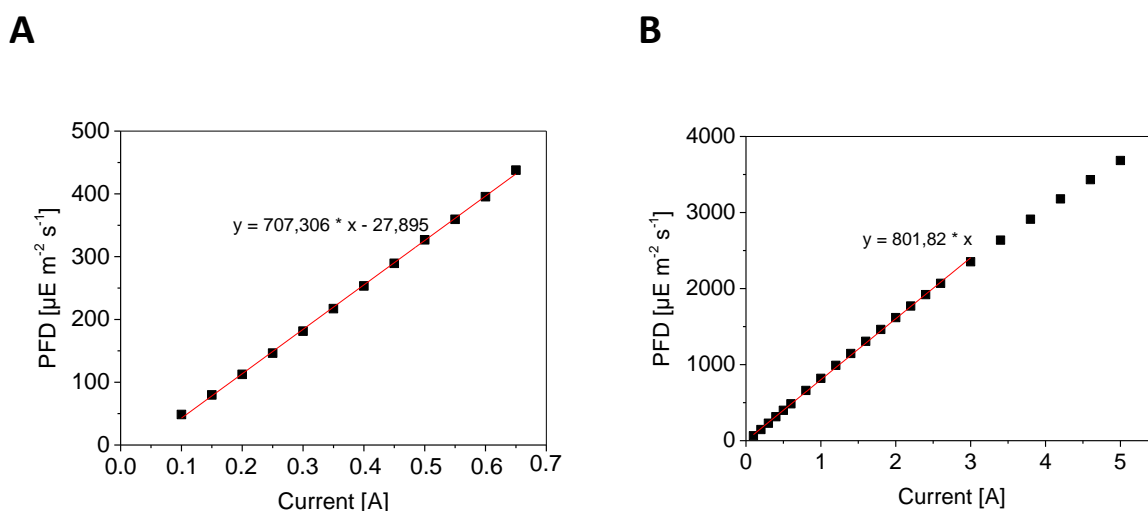 A
B
500
400
300
200
100
0
PFD [µE m-2 s-1]
y = 707,306 * x - 27,895
0.0 0.1 0.2 0.3 0.4 0.5 0.6 0.7
Current [A]
4000
3000
2000
1000
0
PFD [µE m-2 s-1]
y = 801,82 * x
0 1 2 3 4 5
Current [A]